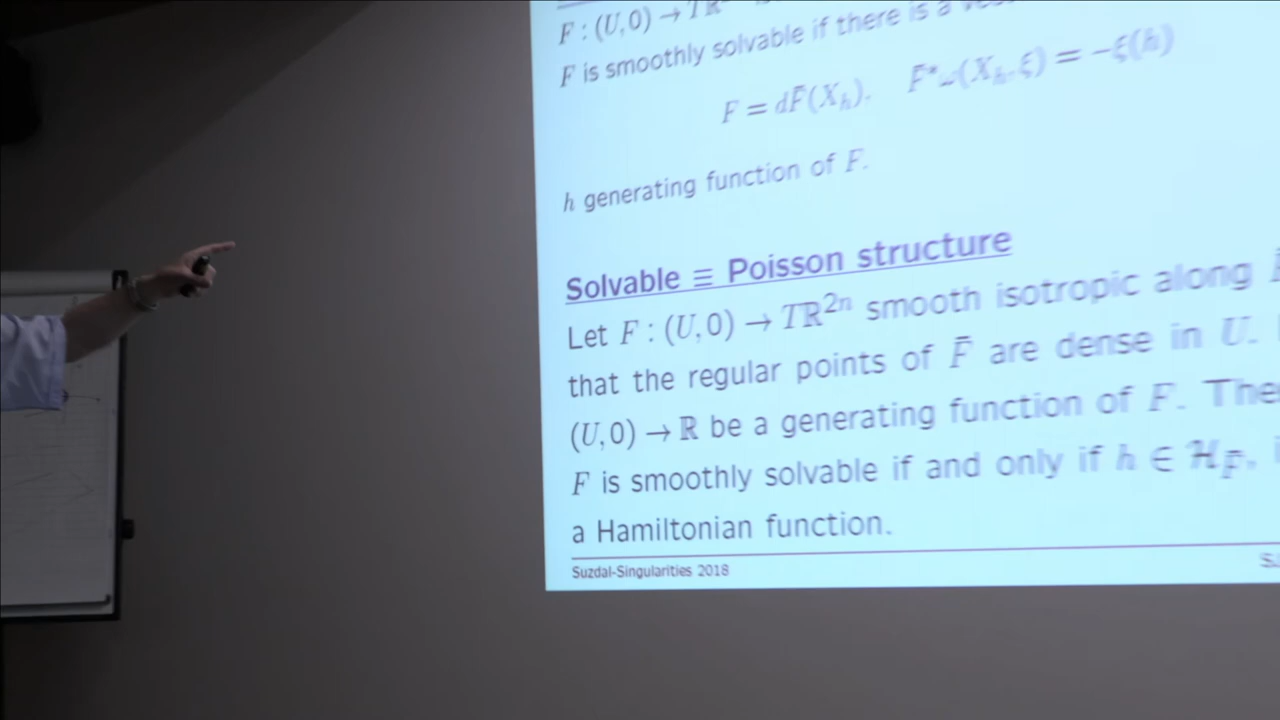 F : (U,0) → Tℝ
F is smoothly solvable if there is a
F = dF̄(X_h). F̄*ω(X_h, ξ) = −ξ(h)
h generating function of F.
Solvable ≡ Poisson structure
Let F : (U,0) → Tℝ²ⁿ smooth isotropic along
that the regular points of F̄ are dense in U.
(U,0) → ℝ be a generating function of F.
F is smoothly solvable if and only if h ∈ ℋ_F̄,
a Hamiltonian function.
Suzdal-Singularities 2018